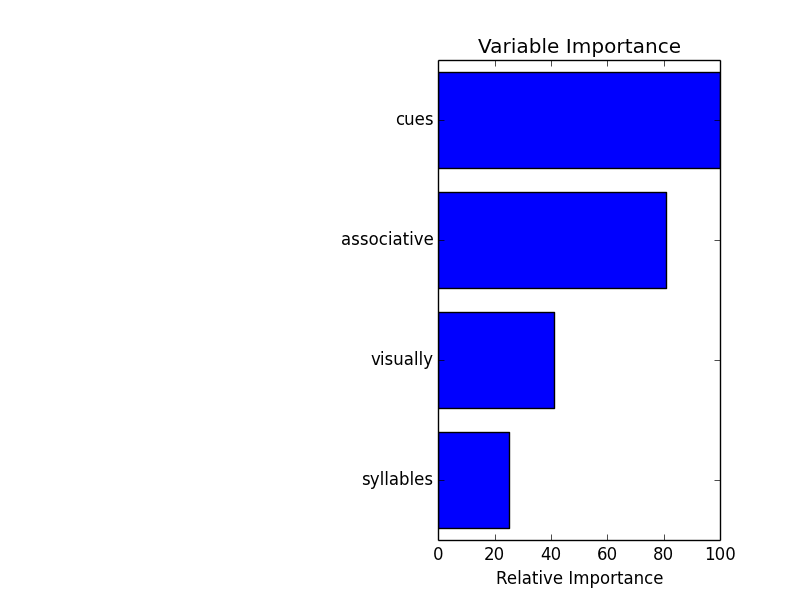 Variable Importance
cues
associative
visually
syllables
0 20 40 60 80 100
Relative Importance